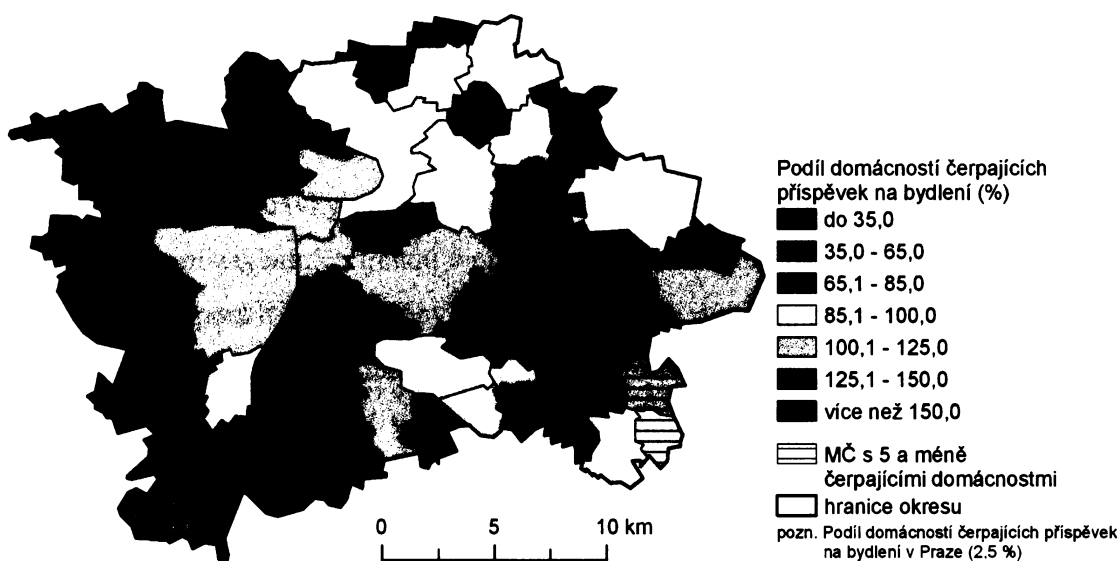 Podíl domácností čerpajících
příspěvek na bydlení (%)
do 35,0
35,0 - 65,0
65,1 - 85,0
85,1 - 100,0
100,1 - 125,0
125,1 - 150,0
více než 150,0
MČ s 5 a méně
čerpajícími domácnostmi
hranice okresu
pozn. Podíl domácností čerpajících příspěvek
na bydlení v Praze (2,5 %)
0 5 10 km